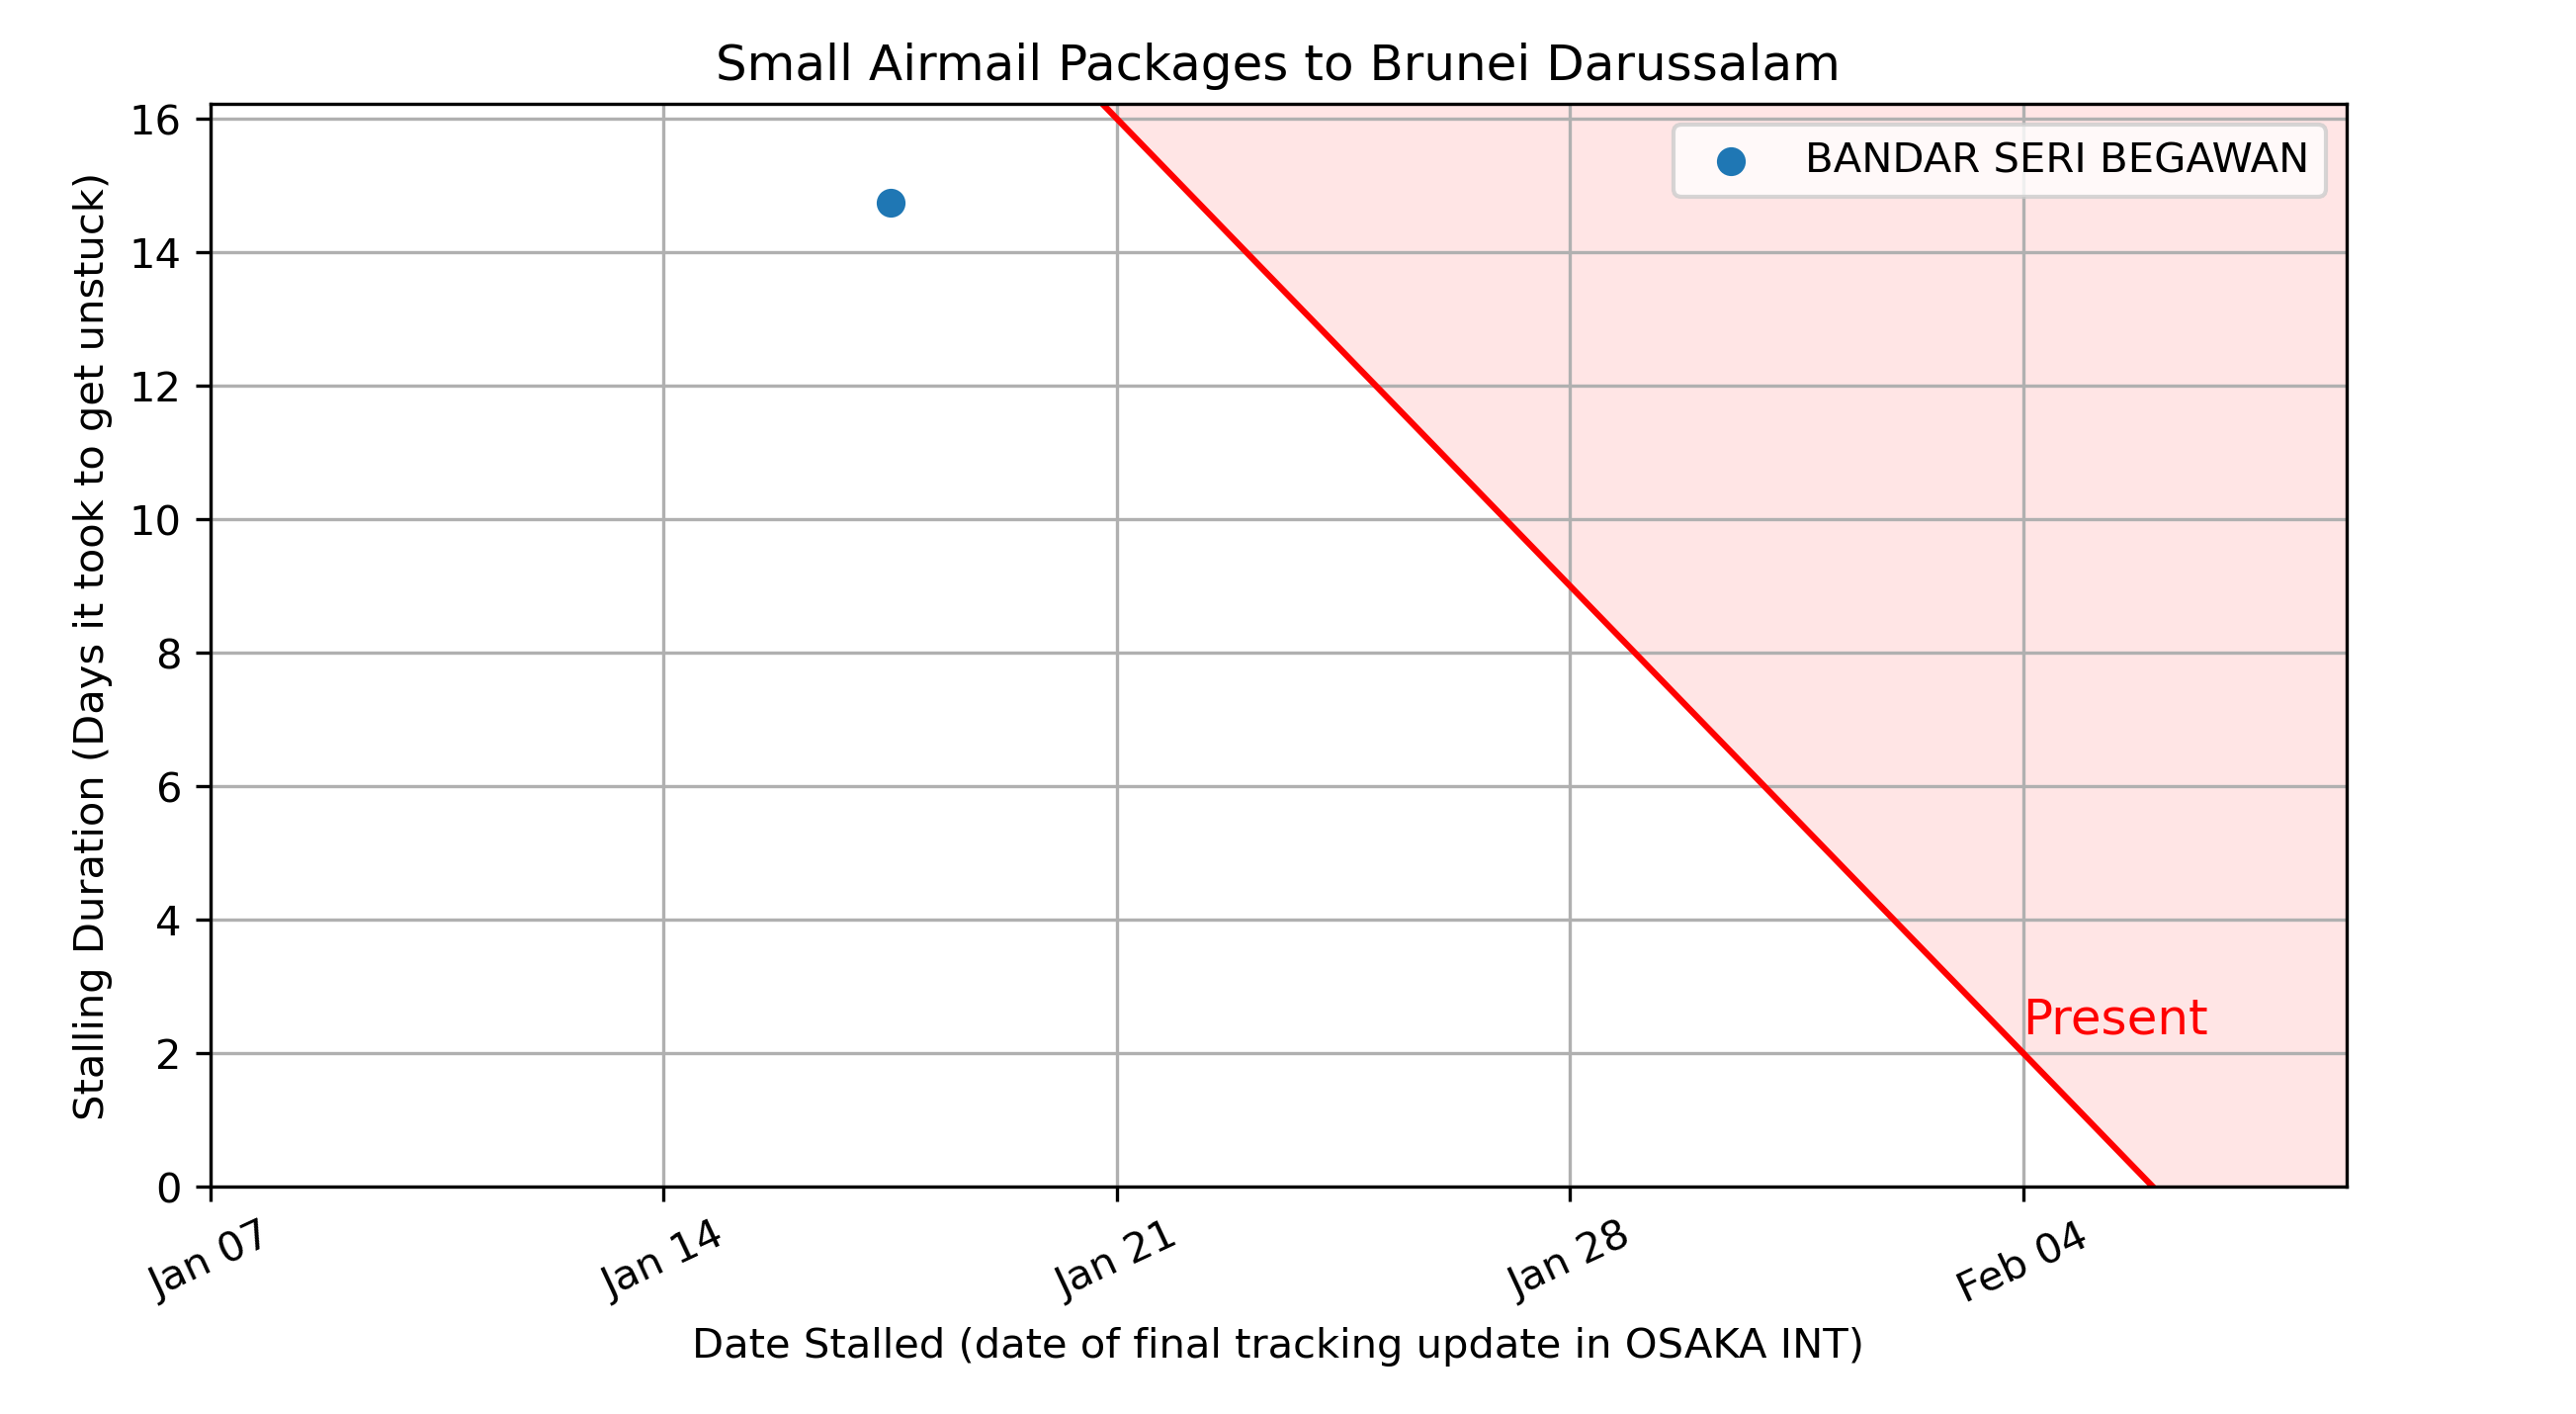 Small Airmail Packages to Brunei Darussalam
Stalling Duration (Days it took to get unstuck)
16
14
12
10
8
6
4
2
0
BANDAR SERI BEGAWAN
Present
Jan 07
Jan 14
Jan 21
Jan 28
Feb 04
Date Stalled (date of final tracking update in OSAKA INT)